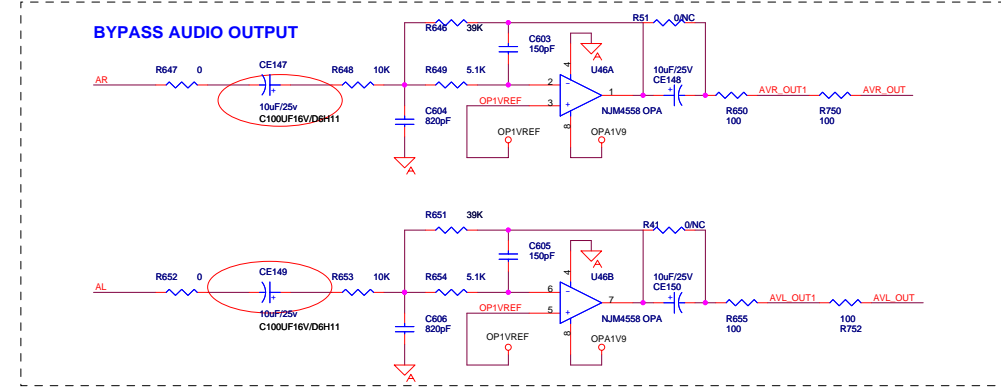 BYPASS AUDIO OUTPUT
R646 39K
R51 0/NC
C603
150pF
A
4
U46A
10uF/25V
CE148
R647 0
CE147
R648 10K
R649 5.1K
AR
2
-
1
AVR_OUT1
AVR_OUT
10uF/25v
C100UF16V/D6H11
OP1VREF
3
+
NJM4558 OPA
R650
100
R750
100
C604
820pF
8
OP1VREF
OPA1V9
A
R651 39K
R41 0/NC
C605
150pF
A
4
U46B
10uF/25V
CE150
R652 0
CE149
R653 10K
R654 5.1K
AL
6
-
7
AVL_OUT1
AVL_OUT
10uF/25v
C100UF16V/D6H11
OP1VREF
5
+
NJM4558 OPA
R655
100
100
R752
C606
820pF
8
OP1VREF
OPA1V9
A